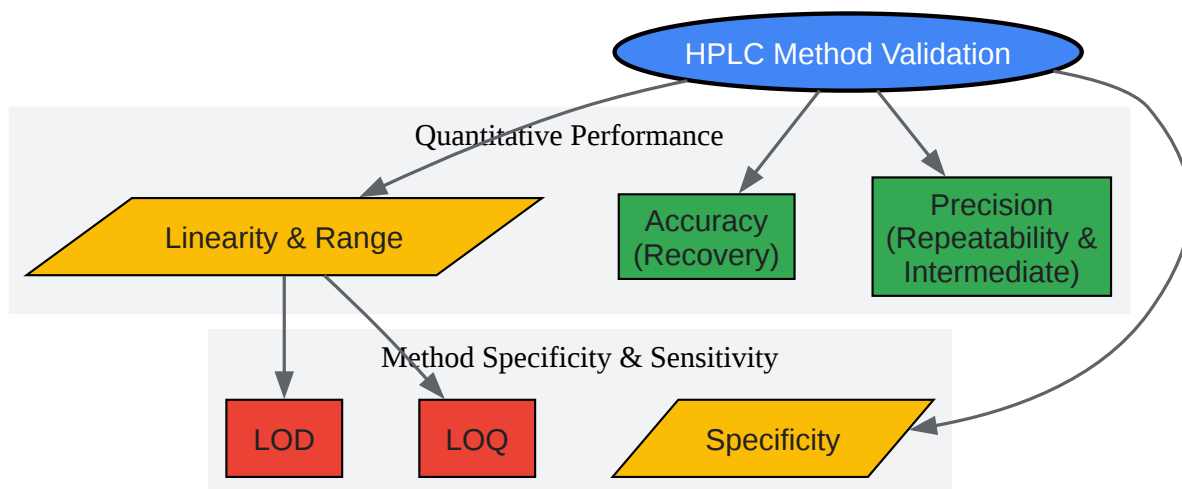 HPLC Method Validation
Quantitative Performance
Linearity & Range
Accuracy
(Recovery)
Precision
(Repeatability &
Intermediate)
Method Specificity & Sensitivity
LOD
LOQ
Specificity